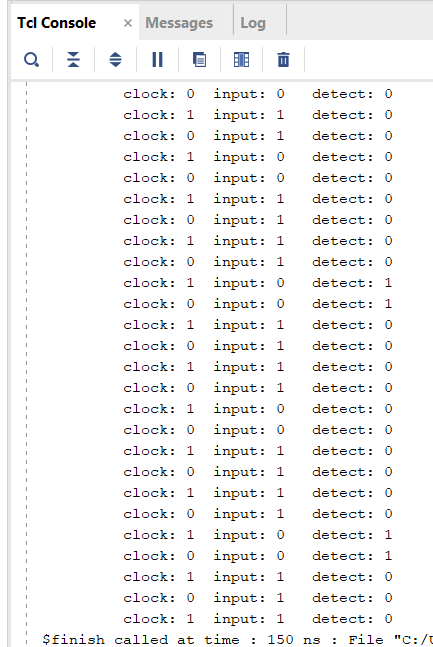 Tcl Console × Messages Log
clock: 0 input: 0 detect: 0
clock: 1 input: 1 detect: 0
clock: 0 input: 1 detect: 0
clock: 1 input: 0 detect: 0
clock: 0 input: 0 detect: 0
clock: 1 input: 1 detect: 0
clock: 0 input: 1 detect: 0
clock: 1 input: 1 detect: 0
clock: 0 input: 1 detect: 0
clock: 1 input: 0 detect: 1
clock: 0 input: 0 detect: 1
clock: 1 input: 1 detect: 0
clock: 0 input: 1 detect: 0
clock: 1 input: 1 detect: 0
clock: 0 input: 1 detect: 0
clock: 1 input: 0 detect: 0
clock: 0 input: 0 detect: 0
clock: 1 input: 1 detect: 0
clock: 0 input: 1 detect: 0
clock: 1 input: 1 detect: 0
clock: 0 input: 1 detect: 0
clock: 1 input: 0 detect: 1
clock: 0 input: 0 detect: 1
clock: 1 input: 1 detect: 0
clock: 0 input: 1 detect: 0
clock: 1 input: 1 detect: 0
$finish called at time : 150 ns : File "C:/U